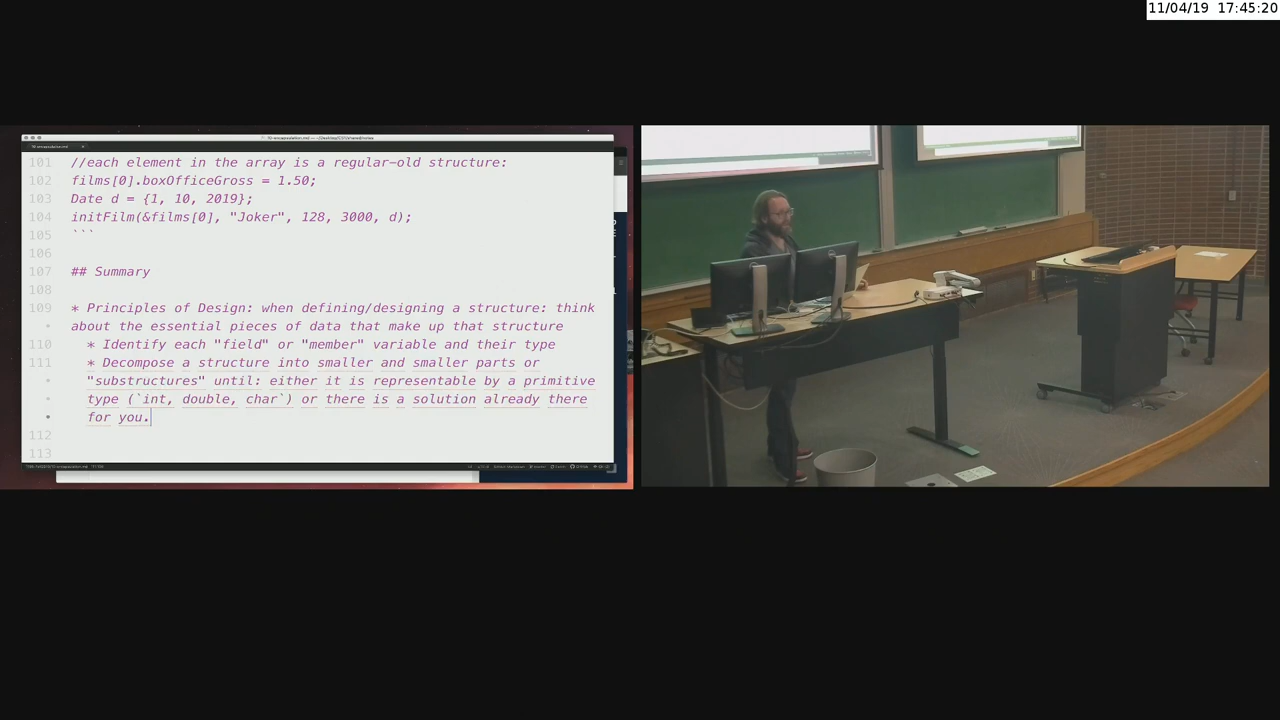 11/04/19 17:45:20
101 //each element in the array is a regular-old structure:
102 films[0].boxOfficeGross = 1.50;
103 Date d = {1, 10, 2019};
104 initFilm(&films[0], "Joker", 128, 3000, d);
105 ```
106
107 ## Summary
108
109 * Principles of Design: when defining/designing a structure: think
about the essential pieces of data that make up that structure
110 * Identify each "field" or "member" variable and their type
111 * Decompose a structure into smaller and smaller parts or
"substructures" until: either it is representable by a primitive
type (`int, double, char`) or there is a solution already there
for you.
112
113